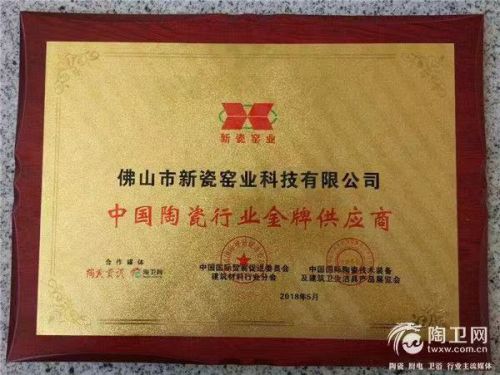 新瓷窑业
佛山市新瓷窑业科技有限公司
中国陶瓷行业金牌供应商
合作媒体
陶瓷资讯 陶卫网
中国国际贸易促进委员会
建筑材料行业分会
中国国际陶瓷技术装备
及建筑卫生洁具产品展览会
2018年5月
陶卫网
www.twxw.com
陶瓷 厨电 卫浴 行业主流媒体